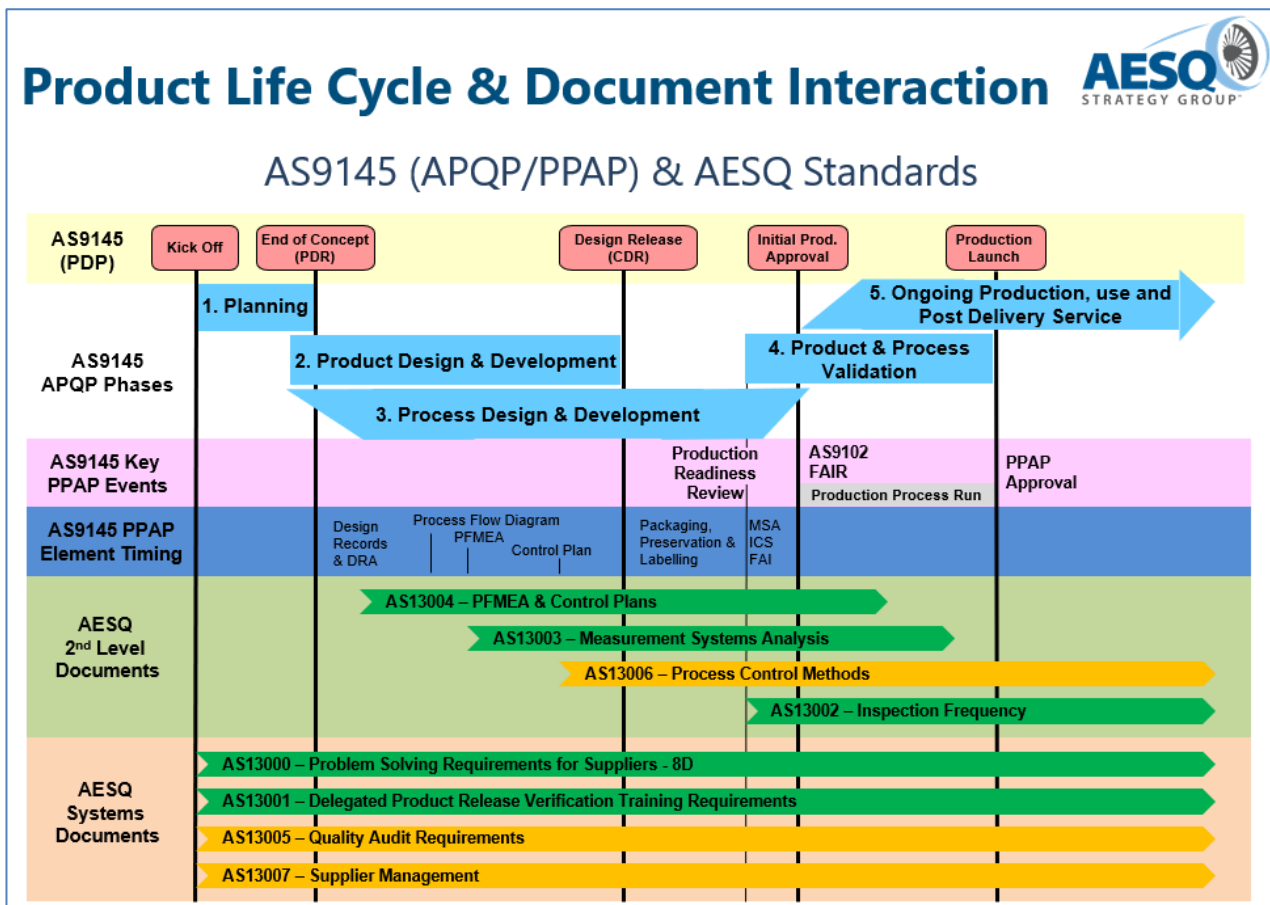 Product Life Cycle & Document Interaction
AESQ
STRATEGY GROUP
AS9145 (APQP/PPAP) & AESQ Standards
AS9145
(PDP)
Kick Off
End of Concept
(PDR)
Design Release
(CDR)
Initial Prod.
Approval
Production
Launch
AS9145
APQP Phases
1. Planning
5. Ongoing Production, use and
Post Delivery Service
2. Product Design & Development
4. Product & Process
Validation
3. Process Design & Development
AS9145 Key
PPAP Events
Production
Readiness
Review
AS9102
FAIR
Production Process Run
PPAP
Approval
AS9145 PPAP
Element Timing
Design
Records
& DRA
Process Flow Diagram
PFMEA
Control Plan
Packaging,
Preservation &
Labelling
MSA
ICS
FAI
AESQ
2nd Level
Documents
AS13004 – PFMEA & Control Plans
AS13003 – Measurement Systems Analysis
AS13006 – Process Control Methods
AS13002 – Inspection Frequency
AESQ
Systems
Documents
AS13000 – Problem Solving Requirements for Suppliers - 8D
AS13001 – Delegated Product Release Verification Training Requirements
AS13005 – Quality Audit Requirements
AS13007 – Supplier Management